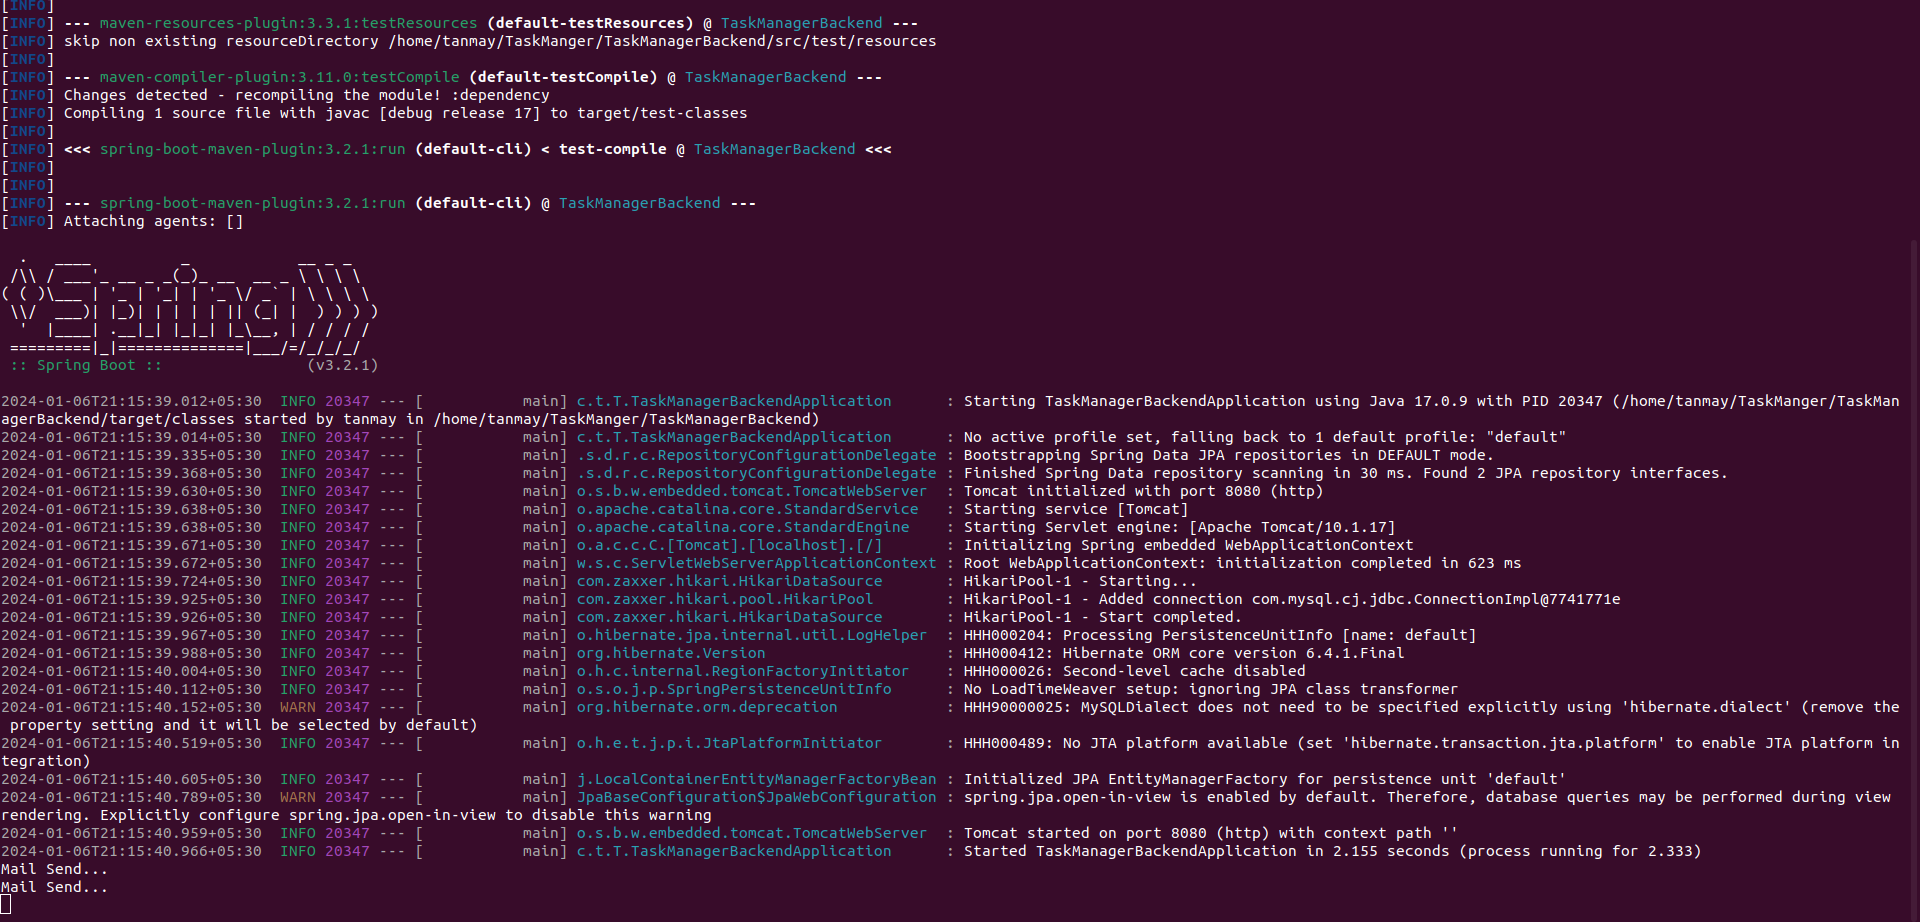 [INFO]
[INFO] --- maven-resources-plugin:3.3.1:testResources (default-testResources) @ TaskManagerBackend ---
[INFO] skip non existing resourceDirectory /home/tanmay/TaskManger/TaskManagerBackend/src/test/resources
[INFO]
[INFO] --- maven-compiler-plugin:3.11.0:testCompile (default-testCompile) @ TaskManagerBackend ---
[INFO] Changes detected - recompiling the module! :dependency
[INFO] Compiling 1 source file with javac [debug release 17] to target/test-classes
[INFO]
[INFO] <<< spring-boot-maven-plugin:3.2.1:run (default-cli) < test-compile @ TaskManagerBackend <<<
[INFO]
[INFO]
[INFO] --- spring-boot-maven-plugin:3.2.1:run (default-cli) @ TaskManagerBackend ---
[INFO] Attaching agents: []
  .   ____          _            __ _ _
 /\\ / ___'_ __ _ _(_)_ __  __ _ \ \ \ \
( ( )\___ | '_ | '_| | '_ \/ _` | \ \ \ \
 \\/  ___)| |_)| | | | | || (_| |  ) ) ) )
  '  |____| .__|_| |_|_| |_\__, | / / / /
 =========|_|==============|___/=/_/_/_/
 :: Spring Boot ::                (v3.2.1)
2024-01-06T21:15:39.012+05:30  INFO 20347 --- [           main] c.t.T.TaskManagerBackendApplication      : Starting TaskManagerBackendApplication using Java 17.0.9 with PID 20347 (/home/tanmay/TaskManger/TaskMan
agerBackend/target/classes started by tanmay in /home/tanmay/TaskManger/TaskManagerBackend)
2024-01-06T21:15:39.014+05:30  INFO 20347 --- [           main] c.t.T.TaskManagerBackendApplication      : No active profile set, falling back to 1 default profile: "default"
2024-01-06T21:15:39.335+05:30  INFO 20347 --- [           main] .s.d.r.c.RepositoryConfigurationDelegate : Bootstrapping Spring Data JPA repositories in DEFAULT mode.
2024-01-06T21:15:39.368+05:30  INFO 20347 --- [           main] .s.d.r.c.RepositoryConfigurationDelegate : Finished Spring Data repository scanning in 30 ms. Found 2 JPA repository interfaces.
2024-01-06T21:15:39.630+05:30  INFO 20347 --- [           main] o.s.b.w.embedded.tomcat.TomcatWebServer  : Tomcat initialized with port 8080 (http)
2024-01-06T21:15:39.638+05:30  INFO 20347 --- [           main] o.apache.catalina.core.StandardService   : Starting service [Tomcat]
2024-01-06T21:15:39.638+05:30  INFO 20347 --- [           main] o.apache.catalina.core.StandardEngine    : Starting Servlet engine: [Apache Tomcat/10.1.17]
2024-01-06T21:15:39.671+05:30  INFO 20347 --- [           main] o.a.c.c.C.[Tomcat].[localhost].[/]       : Initializing Spring embedded WebApplicationContext
2024-01-06T21:15:39.672+05:30  INFO 20347 --- [           main] w.s.c.ServletWebServerApplicationContext : Root WebApplicationContext: initialization completed in 623 ms
2024-01-06T21:15:39.724+05:30  INFO 20347 --- [           main] com.zaxxer.hikari.HikariDataSource       : HikariPool-1 - Starting...
2024-01-06T21:15:39.925+05:30  INFO 20347 --- [           main] com.zaxxer.hikari.pool.HikariPool        : HikariPool-1 - Added connection com.mysql.cj.jdbc.ConnectionImpl@7741771e
2024-01-06T21:15:39.926+05:30  INFO 20347 --- [           main] com.zaxxer.hikari.HikariDataSource       : HikariPool-1 - Start completed.
2024-01-06T21:15:39.967+05:30  INFO 20347 --- [           main] o.hibernate.jpa.internal.util.LogHelper  : HHH000204: Processing PersistenceUnitInfo [name: default]
2024-01-06T21:15:39.988+05:30  INFO 20347 --- [           main] org.hibernate.Version                    : HHH000412: Hibernate ORM core version 6.4.1.Final
2024-01-06T21:15:40.004+05:30  INFO 20347 --- [           main] o.h.c.internal.RegionFactoryInitiator    : HHH000026: Second-level cache disabled
2024-01-06T21:15:40.112+05:30  INFO 20347 --- [           main] o.s.o.j.p.SpringPersistenceUnitInfo      : No LoadTimeWeaver setup: ignoring JPA class transformer
2024-01-06T21:15:40.152+05:30  WARN 20347 --- [           main] org.hibernate.orm.deprecation            : HHH90000025: MySQLDialect does not need to be specified explicitly using 'hibernate.dialect' (remove the
 property setting and it will be selected by default)
2024-01-06T21:15:40.519+05:30  INFO 20347 --- [           main] o.h.e.t.j.p.i.JtaPlatformInitiator       : HHH000489: No JTA platform available (set 'hibernate.transaction.jta.platform' to enable JTA platform in
tegration)
2024-01-06T21:15:40.605+05:30  INFO 20347 --- [           main] j.LocalContainerEntityManagerFactoryBean : Initialized JPA EntityManagerFactory for persistence unit 'default'
2024-01-06T21:15:40.789+05:30  WARN 20347 --- [           main] JpaBaseConfiguration$JpaWebConfiguration : spring.jpa.open-in-view is enabled by default. Therefore, database queries may be performed during view
rendering. Explicitly configure spring.jpa.open-in-view to disable this warning
2024-01-06T21:15:40.959+05:30  INFO 20347 --- [           main] o.s.b.w.embedded.tomcat.TomcatWebServer  : Tomcat started on port 8080 (http) with context path ''
2024-01-06T21:15:40.966+05:30  INFO 20347 --- [           main] c.t.T.TaskManagerBackendApplication      : Started TaskManagerBackendApplication in 2.155 seconds (process running for 2.333)
Mail Send...
Mail Send...